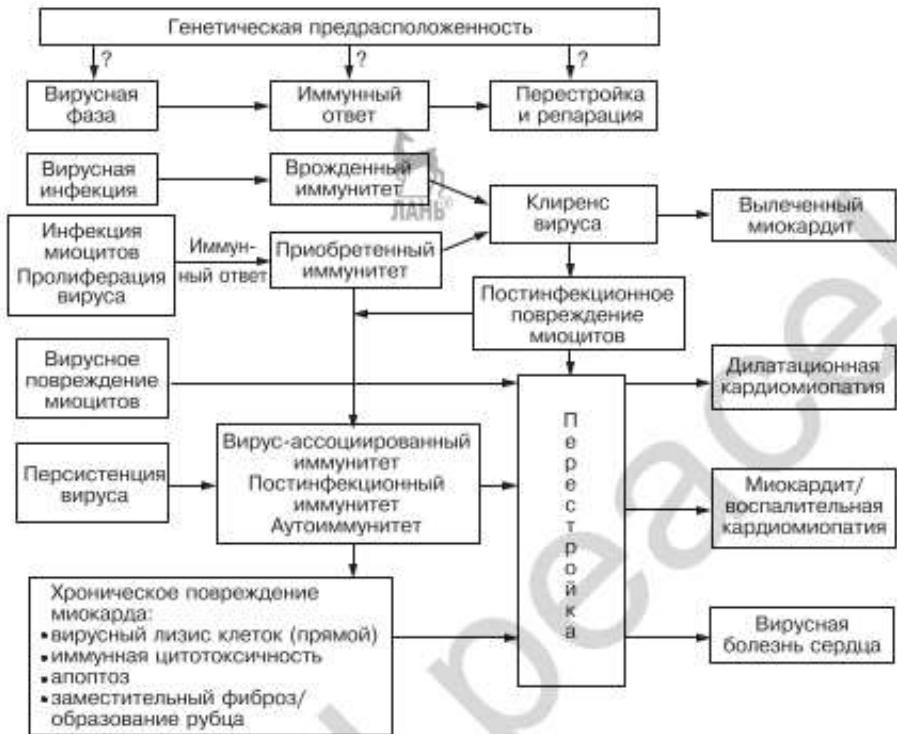 Генетическая предрасположенность
?
?
?
Вирусная
фаза
Иммунный
ответ
Перестройка
и репарация
Вирусная
инфекция
Врожденный
иммунитет
ЛАНЬ®
Клиренс
вируса
Вылеченный
миокардит
Инфекция
миоцитов
Пролиферация
вируса
Иммун-
ный ответ
Приобретенный
иммунитет
Постинфекционное
повреждение
миоцитов
Вирусное
повреждение
миоцитов
Перестройка
Дилатационная
кардиомиопатия
Персистенция
вируса
Вирус-ассоциированный
иммунитет
Постинфекционный
иммунитет
Аутоиммунитет
Миокардит/
воспалительная
кардиомиопатия
Хроническое повреждение
миокарда:
• вирусный лизис клеток (прямой)
• иммунная цитотоксичность
• апоптоз
• заместительный фиброз/
образование рубца
Вирусная
болезнь сердца
peace